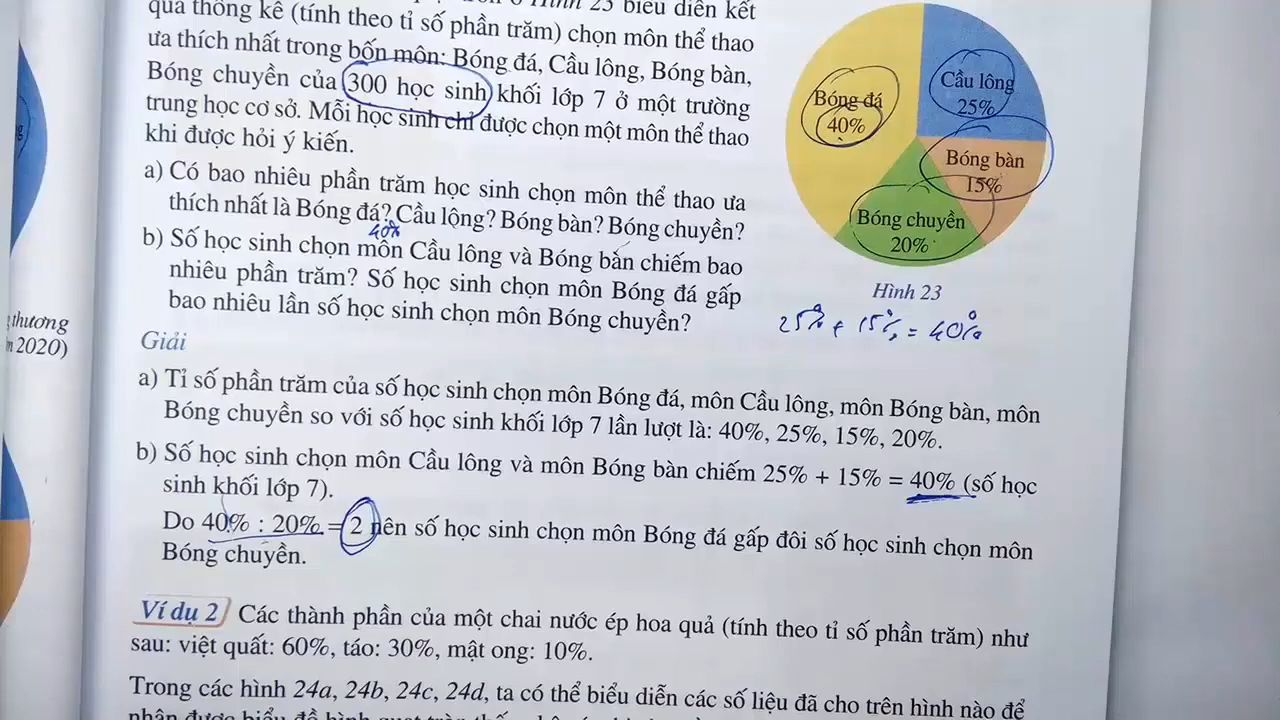 Hình 23 biểu diễn kết
quả thống kê (tính theo tỉ số phần trăm) chọn môn thể thao
ưa thích nhất trong bốn môn: Bóng đá, Cầu lông, Bóng bàn,
Bóng chuyền của 300 học sinh khối lớp 7 ở một trường
trung học cơ sở. Mỗi học sinh chỉ được chọn một môn thể thao
khi được hỏi ý kiến.
a) Có bao nhiêu phần trăm học sinh chọn môn thể thao ưa
thích nhất là Bóng đá? Cầu lông? Bóng bàn? Bóng chuyền?
40%
b) Số học sinh chọn môn Cầu lông và Bóng bàn chiếm bao
nhiêu phần trăm? Số học sinh chọn môn Bóng đá gấp
bao nhiêu lần số học sinh chọn môn Bóng chuyền?
Cầu lông
25%
Bóng đá
40%
Bóng bàn
15%
Bóng chuyền
20%
Hình 23
25% + 15% = 40%
thương
2020)
Giải
a) Tỉ số phần trăm của số học sinh chọn môn Bóng đá, môn Cầu lông, môn Bóng bàn, môn
Bóng chuyền so với số học sinh khối lớp 7 lần lượt là: 40%, 25%, 15%, 20%.
b) Số học sinh chọn môn Cầu lông và môn Bóng bàn chiếm 25% + 15% = 40% (số học
sinh khối lớp 7).
Do 40% : 20% = 2 nên số học sinh chọn môn Bóng đá gấp đôi số học sinh chọn môn
Bóng chuyền.
Ví dụ 2 Các thành phần của một chai nước ép hoa quả (tính theo tỉ số phần trăm) như
sau: việt quất: 60%, táo: 30%, mật ong: 10%.
Trong các hình 24a, 24b, 24c, 24d, ta có thể biểu diễn các số liệu đã cho trên hình nào để